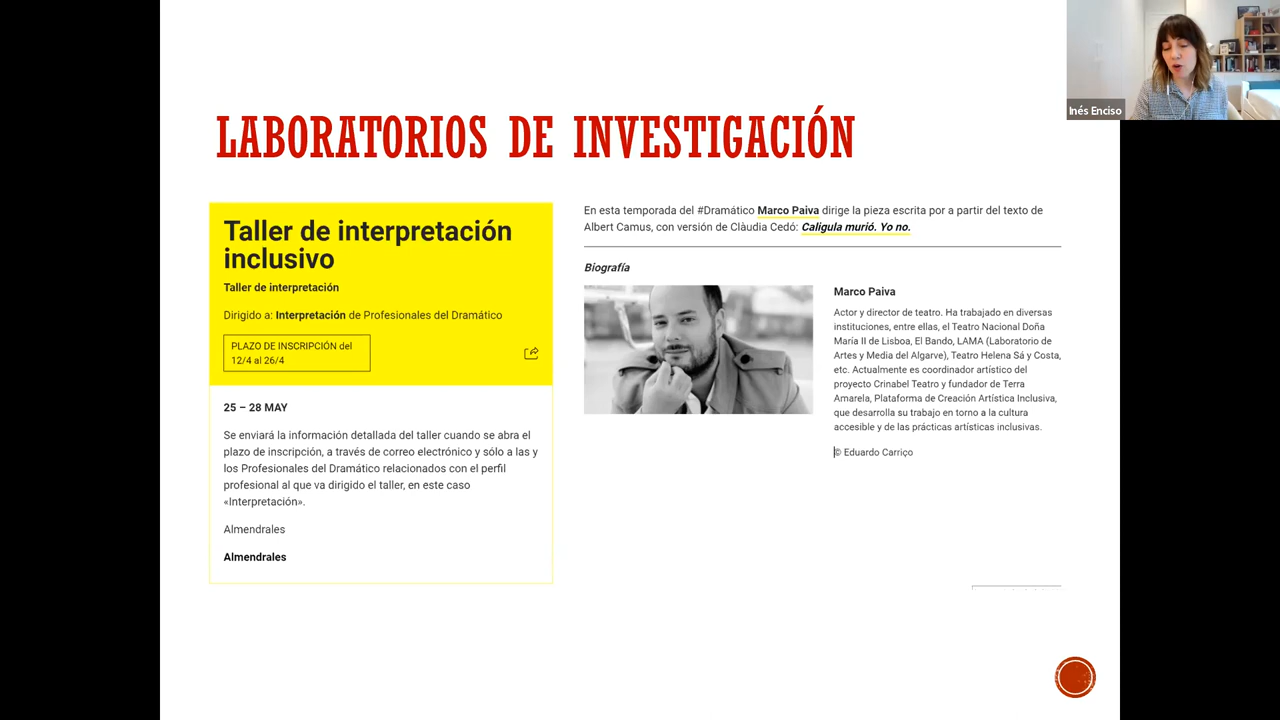 Inés Enciso
LABORATORIOS DE INVESTIGACIÓN
Taller de interpretación
inclusivo
Taller de interpretación
Dirigido a: Interpretación de Profesionales del Dramático
PLAZO DE INSCRIPCIÓN del
12/4 al 26/4
25 – 28 MAY
Se enviará la información detallada del taller cuando se abra el
plazo de inscripción, a través de correo electrónico y sólo a las y
los Profesionales del Dramático relacionados con el perfil
profesional al que va dirigido el taller, en este caso
«Interpretación».
Almendrales
Almendrales
En esta temporada del #Dramático Marco Paiva dirige la pieza escrita por a partir del texto de
Albert Camus, con versión de Clàudia Cedó: Caligula murió. Yo no.
Biografía
Marco Paiva
Actor y director de teatro. Ha trabajado en diversas
instituciones, entre ellas, el Teatro Nacional Doña
María II de Lisboa, El Bando, LAMA (Laboratorio de
Artes y Media del Algarve), Teatro Helena Sá y Costa,
etc. Actualmente es coordinador artístico del
proyecto Crinabel Teatro y fundador de Terra
Amarela, Plataforma de Creación Artística Inclusiva,
que desarrolla su trabajo en torno a la cultura
accesible y de las prácticas artísticas inclusivas.
© Eduardo Carriço